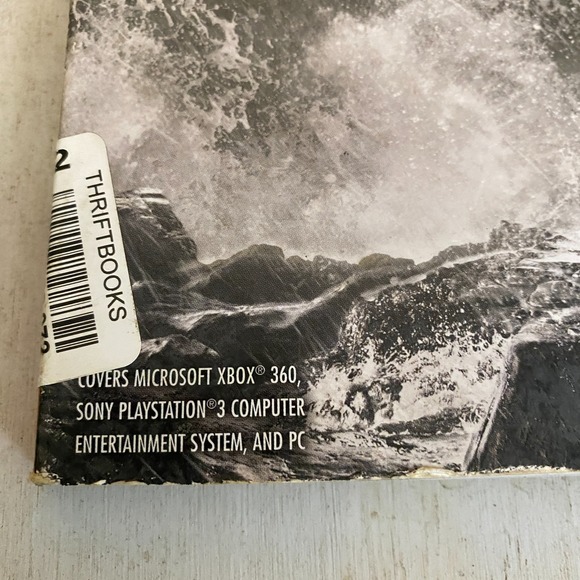 2
THRIFTBOOKS
COVERS MICROSOFT XBOX® 360,
SONY PLAYSTATION®3 COMPUTER
ENTERTAINMENT SYSTEM, AND PC